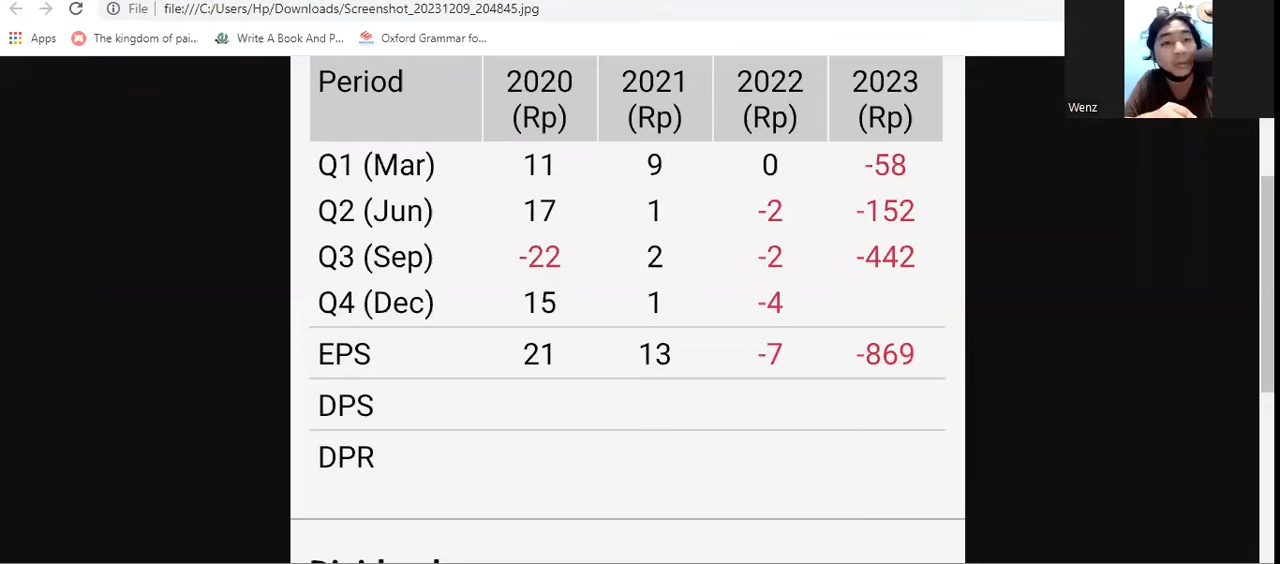 File file:///C:/Users/Hp/Downloads/Screenshot_20231209_204845.jpg
Apps The kingdom of pai... Write A Book And P... Oxford Grammar fo...
Wenz
Period 2020 (Rp) 2021 (Rp) 2022 (Rp) 2023 (Rp)
Q1 (Mar) 11 9 0 -58
Q2 (Jun) 17 1 -2 -152
Q3 (Sep) -22 2 -2 -442
Q4 (Dec) 15 1 -4
EPS 21 13 -7 -869
DPS
DPR